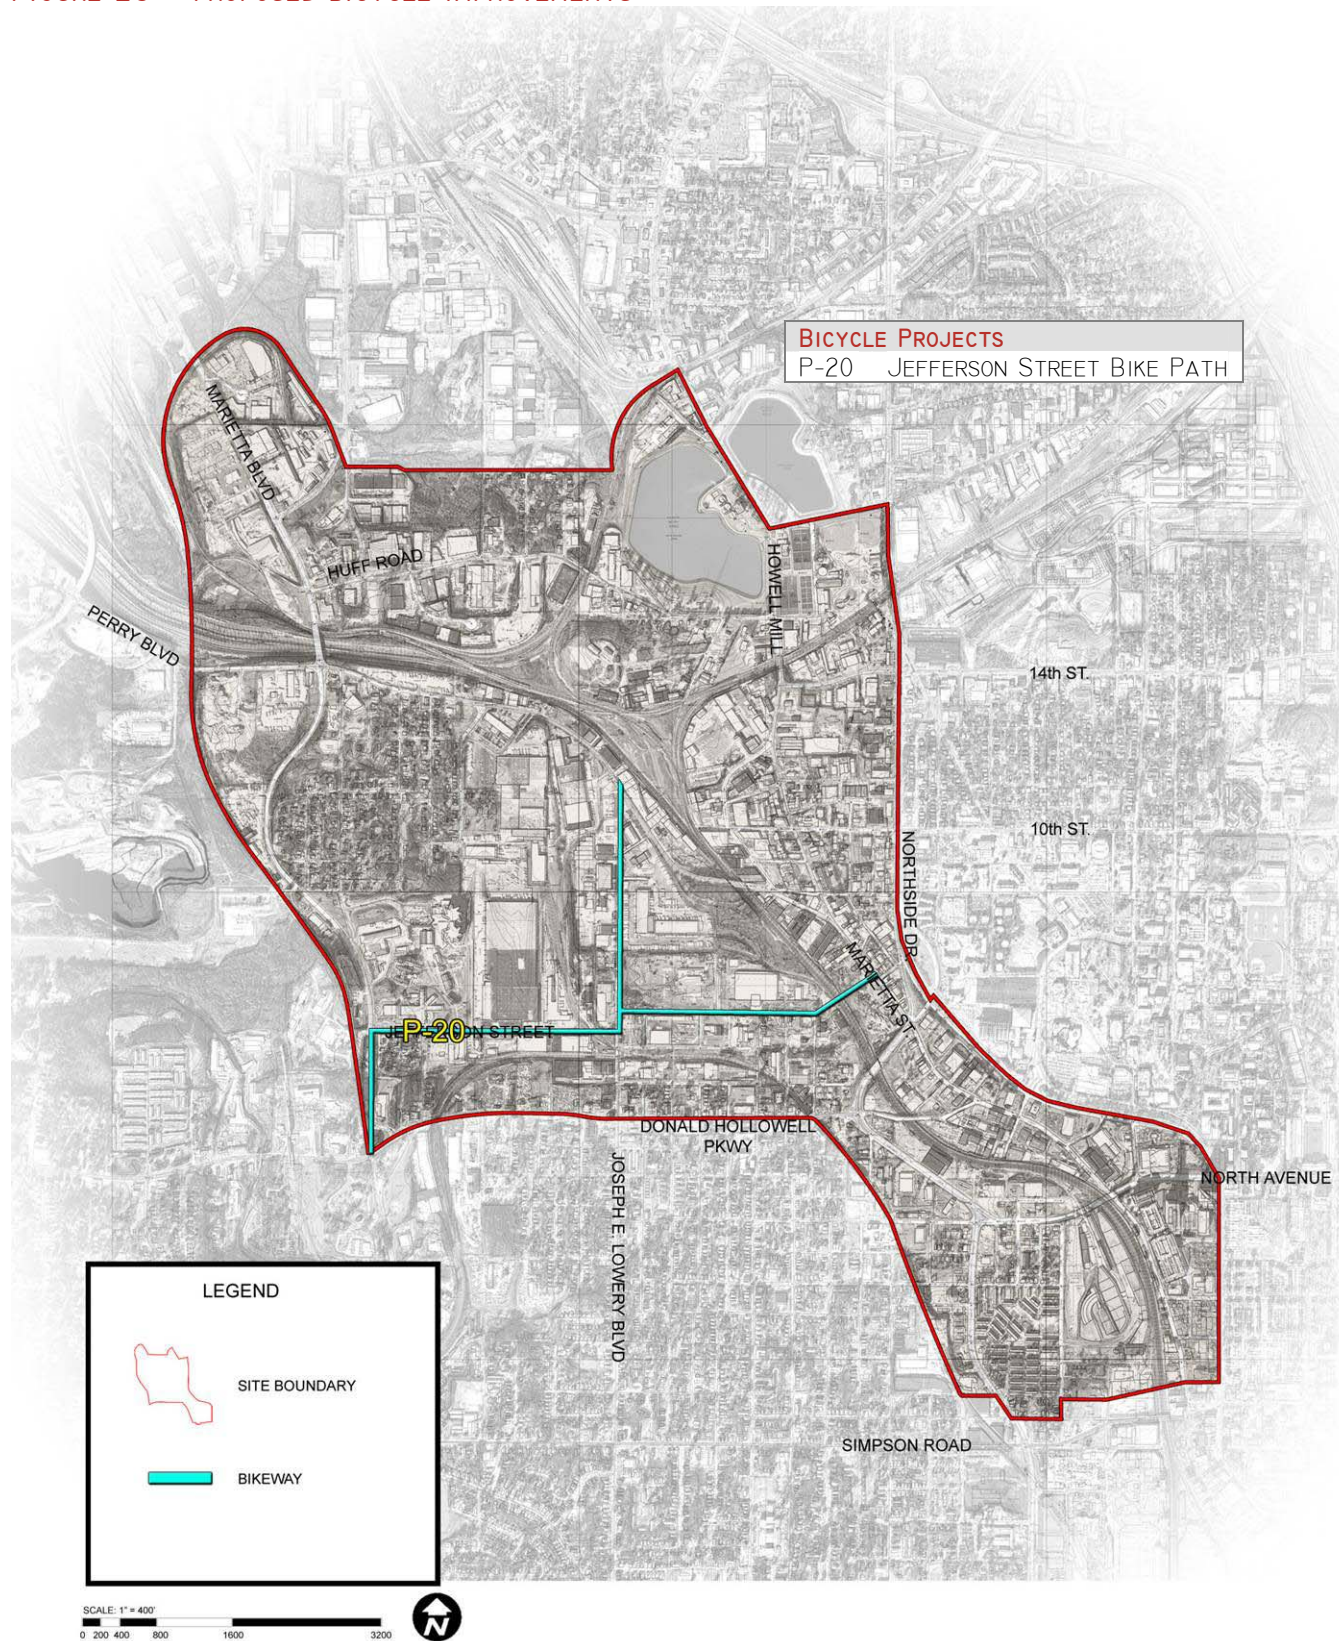 BICYCLE PROJECTS
P-20 JEFFERSON STREET BIKE PATH
MARIETTA BLVD
HUFF ROAD
HOWELL MILL
PERRY BLVD
14th ST.
10th ST.
NORTHSIDE DR.
MARIETTA ST
P-20
JEFFERSON STREET
DONALD HOLLOWELL
PKWY
JOSEPH E. LOWERY BLVD
NORTH AVENUE
SIMPSON ROAD
LEGEND
SITE BOUNDARY
BIKEWAY
SCALE: 1" = 400'
0 200 400 800 1600 3200
N